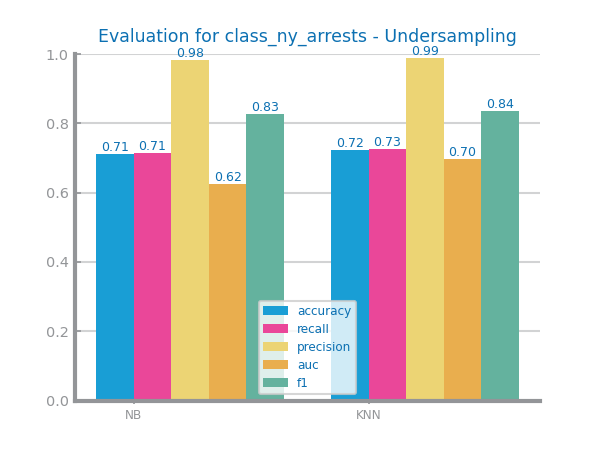 Evaluation for class_ny_arrests - Undersampling
1.0
0.8
0.6
0.4
0.2
0.0
0.71 0.71 0.98 0.62 0.83
0.72 0.73 0.99 0.70 0.84
accuracy
recall
precision
auc
f1
NB KNN